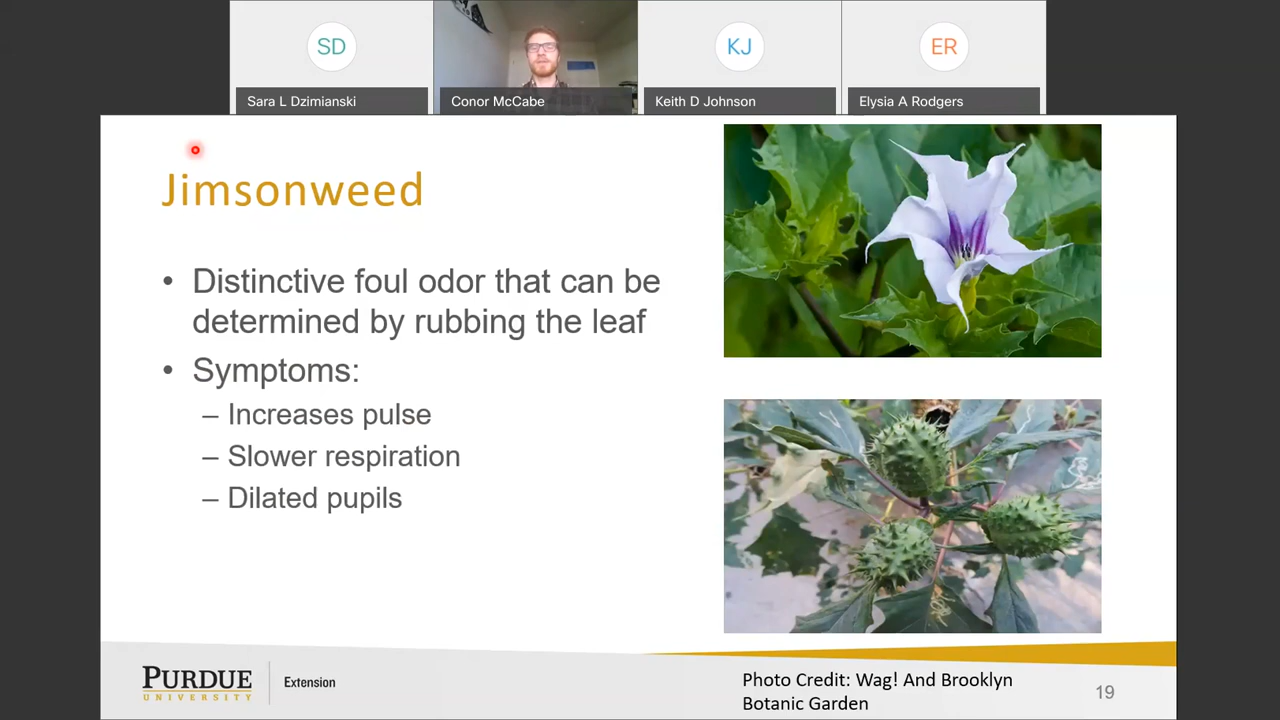 SD
KJ
ER
Sara L Dzimianski
Conor McCabe
Keith D Johnson
Elysia A Rodgers
Jimsonweed
• Distinctive foul odor that can be
determined by rubbing the leaf
• Symptoms:
– Increases pulse
– Slower respiration
– Dilated pupils
PURDUE
UNIVERSITY
Extension
Photo Credit: Wag! And Brooklyn
Botanic Garden
19